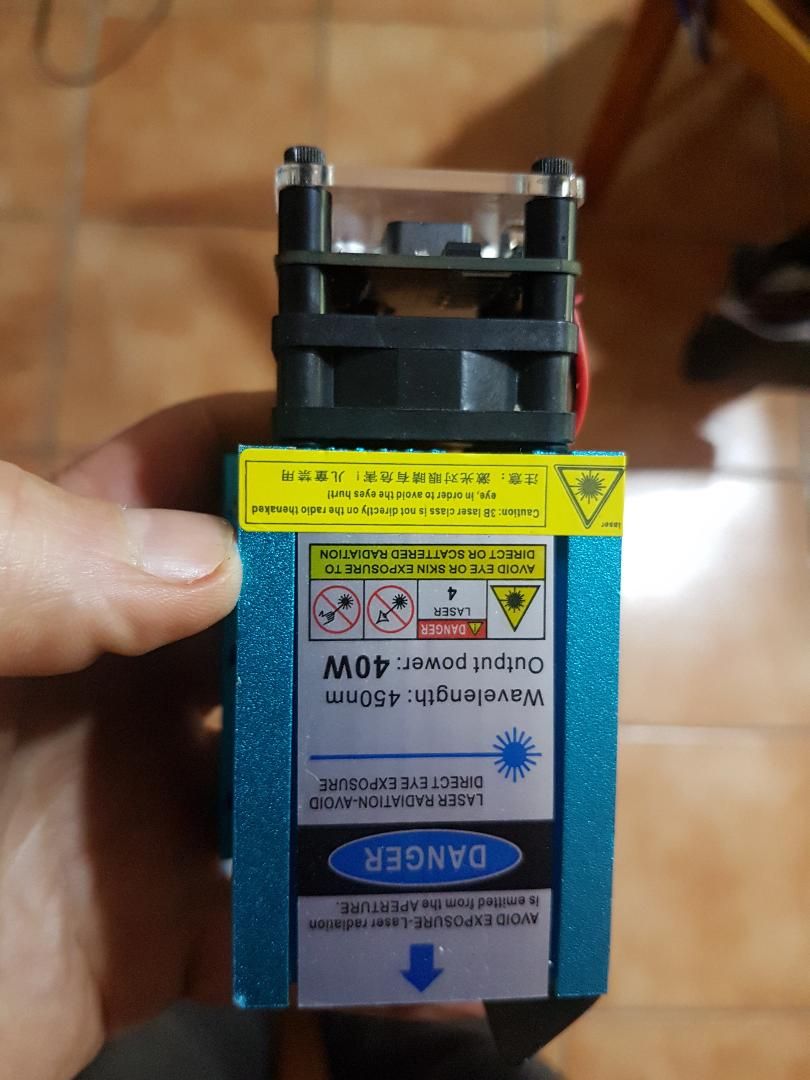 AVOID EXPOSURE-Laser radiation
is emitted from the APERTURE.
DANGER
LASER RADIATION-AVOID
DIRECT EYE EXPOSURE
Wavelength: 450nm
Output power: 40W
DANGER
LASER
4
AVOID EYE OR SKIN EXPOSURE TO
DIRECT OR SCATTERED RADIATION
laser
Caution: 3B laser class is not directly on the radio thenaked
eye, in order to avoid the eyes hurt!
注意：激光对眼睛有危害！儿童禁用